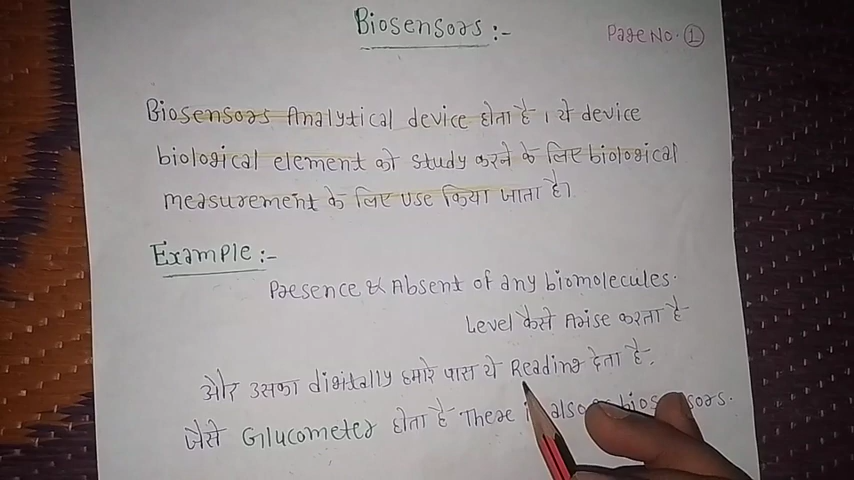 Biosensors :-
Page No. 1
Biosensors Analytical device होता है। ये device
biological element को study करने के लिए biological
measurement के लिए use किया जाता है।
Example :-
Presence & Absent of any biomolecules.
Level कैसे Arise करता है
और उसका digitally हमारे पास ये Reading देता है.
जैसे Glucometer होता है There also